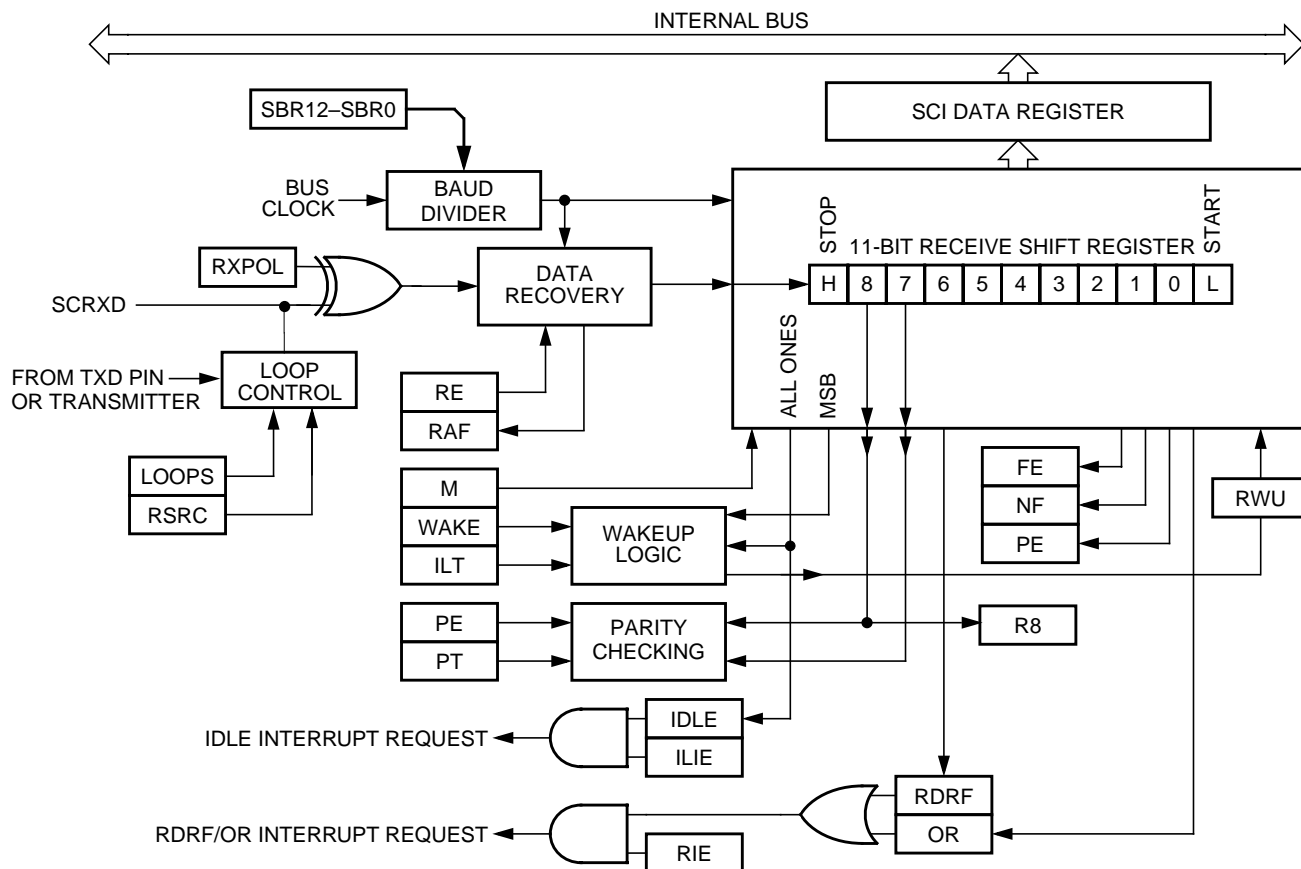 INTERNAL BUS
SBR12–SBR0
SCI DATA REGISTER
BUS
CLOCK
BAUD
DIVIDER
STOP
11-BIT RECEIVE SHIFT REGISTER
START
RXPOL
DATA
RECOVERY
H 8 7 6 5 4 3 2 1 0 L
SCRXD
ALL ONES
MSB
FROM TXD PIN
OR TRANSMITTER
LOOP
CONTROL
RE
RAF
LOOPS
RSRC
M
WAKE
ILT
WAKEUP
LOGIC
FE
NF
PE
RWU
PE
PT
PARITY
CHECKING
R8
IDLE
ILIE
IDLE INTERRUPT REQUEST
RDRF
OR
RDRF/OR INTERRUPT REQUEST
RIE